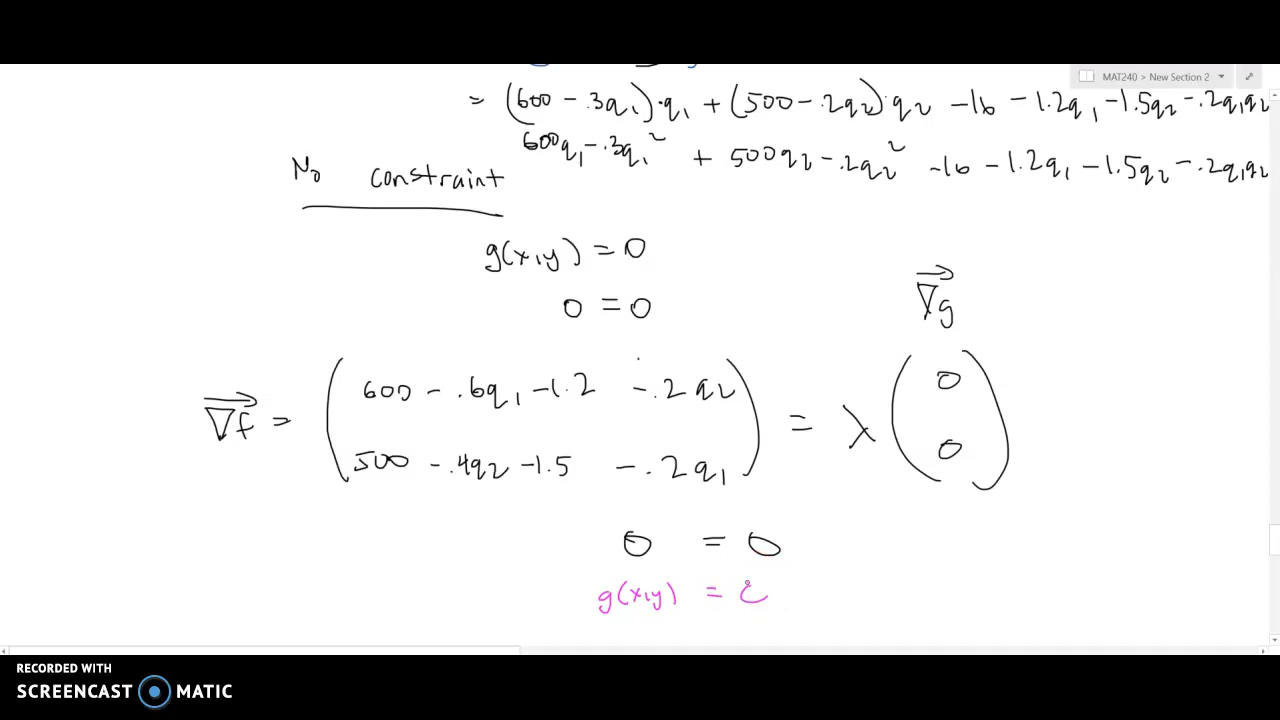 MAT240 > New Section 2
= (600 - .3q₁)·q₁ + (500 - .2q₂)·q₂ - 16 - 1.2q₁ - 1.5q₂ - .2q₁q₂
600q₁ - .3q₁² + 500q₂ - .2q₂² - 16 - 1.2q₁ - 1.5q₂ - .2q₁q₂
No constraint
g(x,y) = 0
0 = 0
∇g
600 - .6q₁ - 1.2 - .2q₂ 0
∇f = = λ
500 - .4q₂ - 1.5 - .2q₁ 0
0 = 0
g(x,y) = c
RECORDED WITH
SCREENCAST MATIC